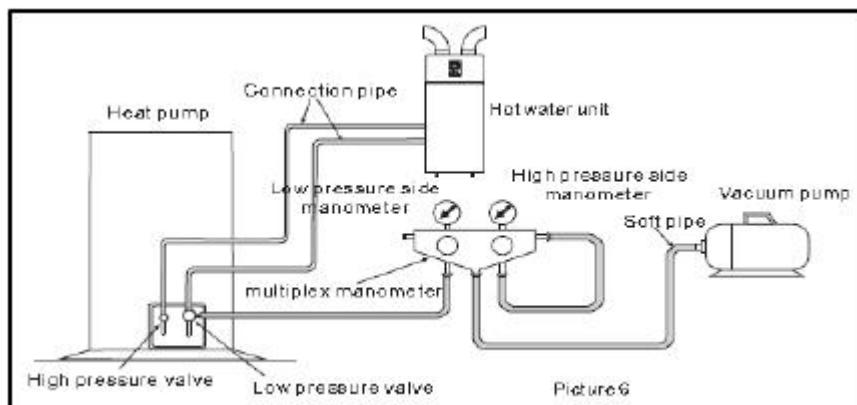 Connection pipe
Heat pump
Hot water unit
Low pressure side
manometer
High pressure side
manometer
Vacuum pump
Soft pipe
multiplex manometer
High pressure valve
Low pressure valve
Picture 6